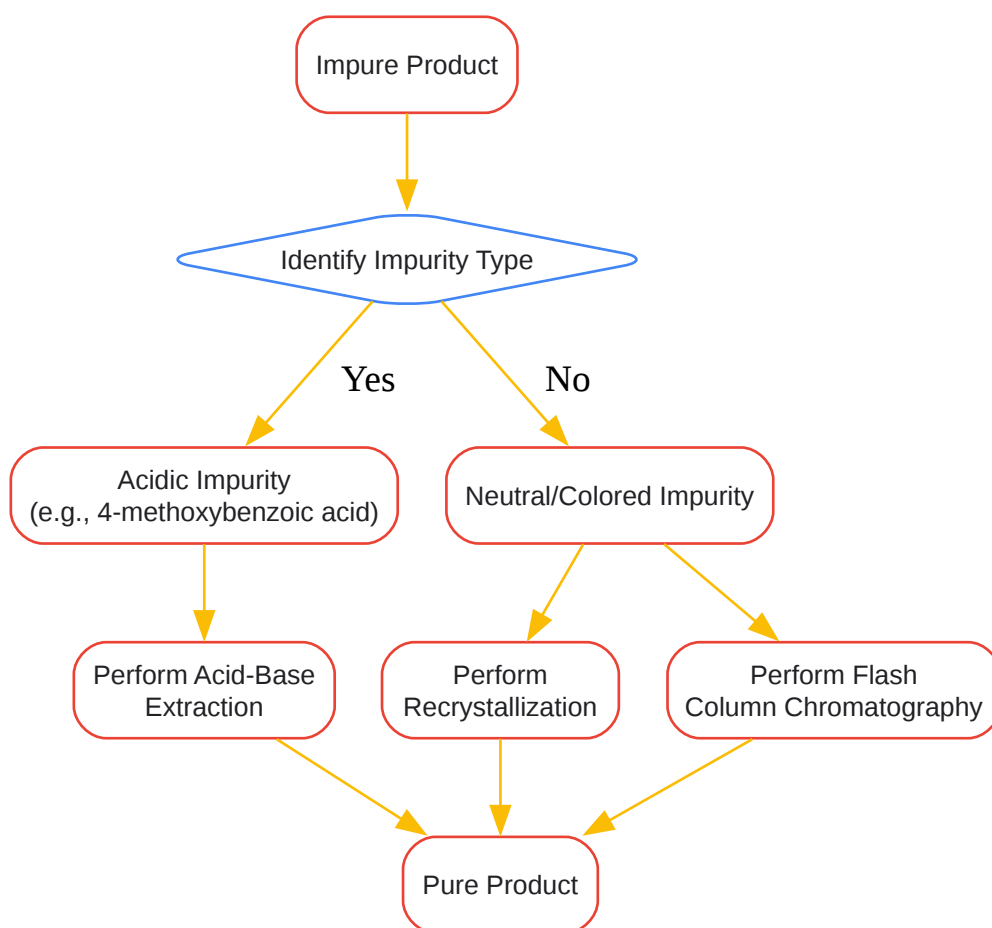 Impure Product
Identify Impurity Type
Yes
No
Acidic Impurity
(e.g., 4-methoxybenzoic acid)
Neutral/Colored Impurity
Perform Acid-Base
Extraction
Perform
Recrystallization
Perform Flash
Column Chromatography
Pure Product